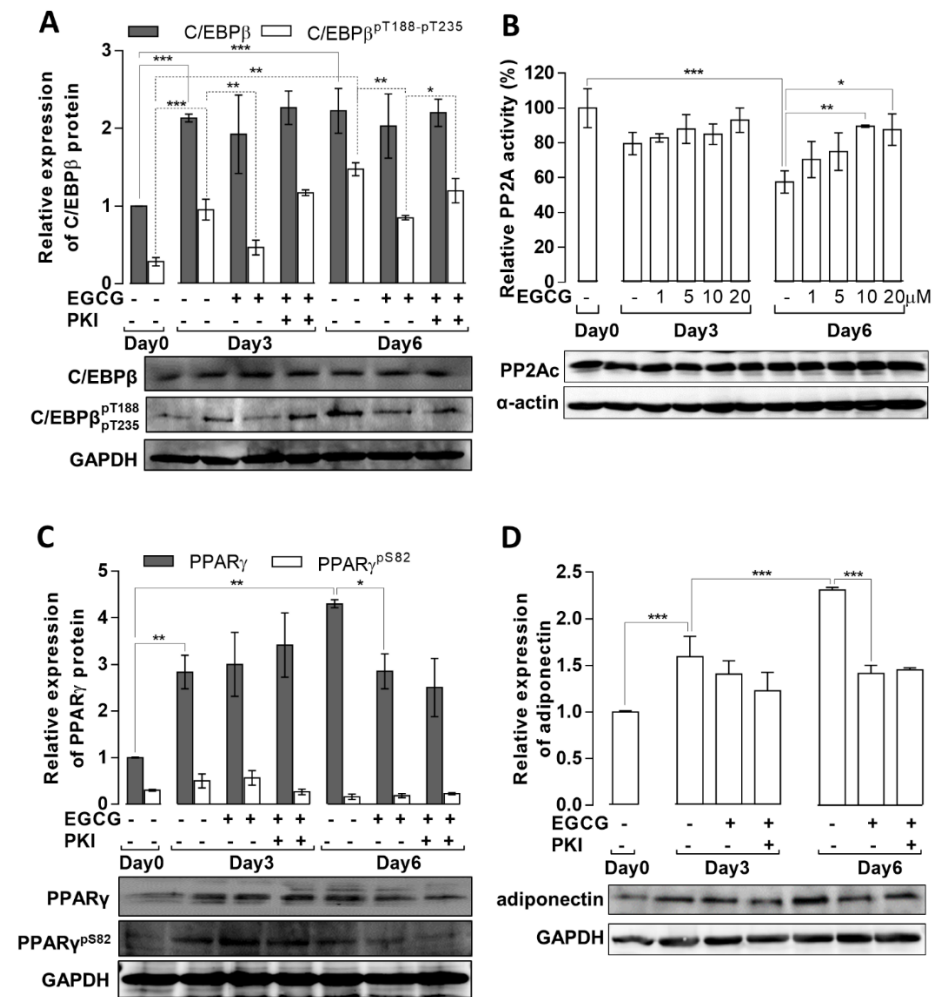 A
C/EBPβ C/EBPβpT188-pT235
Relative expression
of C/EBPβ protein
3
2
1
0
***
***
**
***
**
**
*
EGCG - - - - + + + + - - + + + +
PKI - - - - - - + + - - - - + +
Day0 Day3 Day6
C/EBPβ
C/EBPβpT188
pT235
GAPDH
B
Relative PP2A activity (%)
120
100
80
60
40
20
0
***
*
**
EGCG - - 1 5 10 20 - 1 5 10 20μM
Day0 Day3 Day6
PP2Ac
α-actin
C
PPARγ PPARγpS82
Relative expression
of PPARγ protein
5
4
3
2
1
0
**
*
**
EGCG - - - - + + + + - - + + + +
PKI - - - - - - + + - - - - + +
Day0 Day3 Day6
PPARγ
PPARγpS82
GAPDH
D
Relative expression
of adiponectin
2.5
2.0
1.5
1.0
0.5
0.0
***
***
***
EGCG - - + + - + +
PKI - - - + - - +
Day0 Day3 Day6
adiponectin
GAPDH